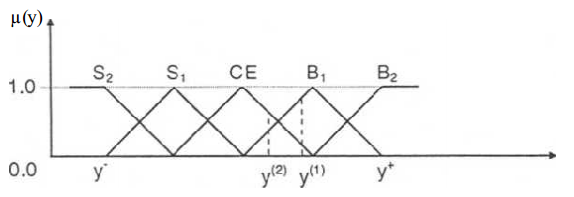 μ(y)
S₂ S₁ CE B₁ B₂
1.0
0.0
y⁻ y⁽²⁾ y⁽¹⁾ y⁺